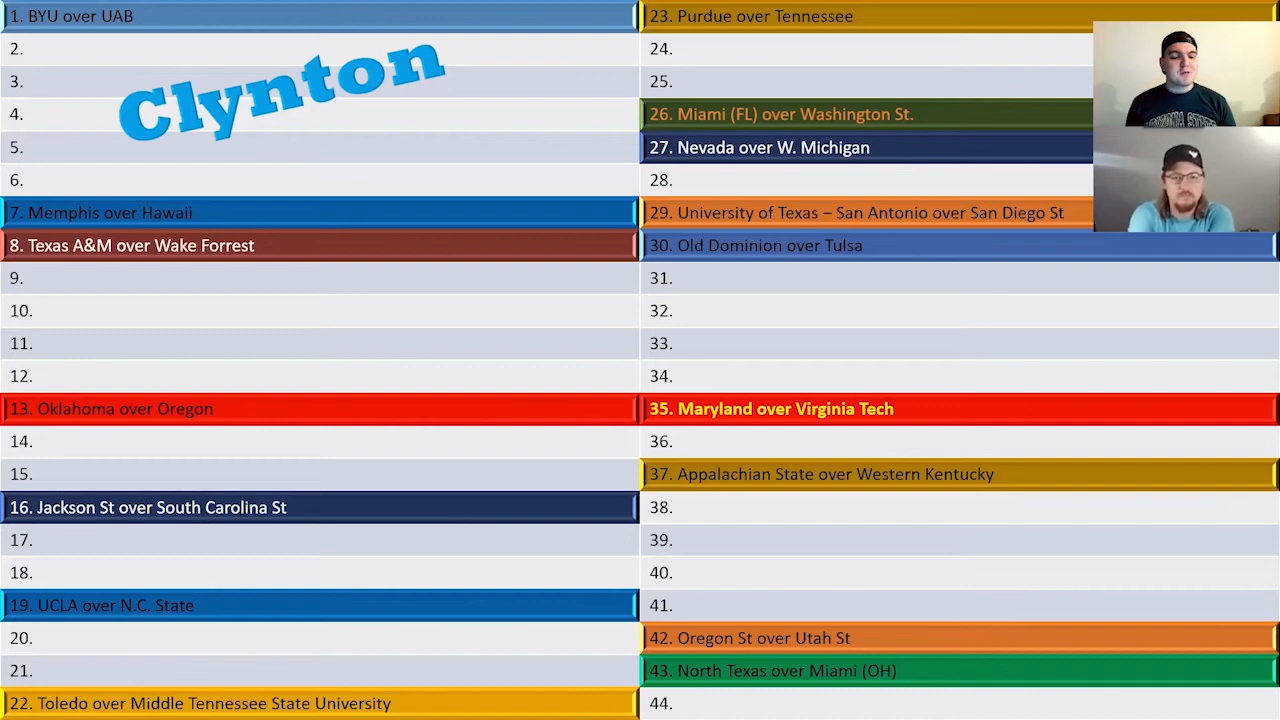 1. BYU over UAB
2.
3.
4.
5.
6.
Clynton
7. Memphis over Hawaii
8. Texas A&M over Wake Forrest
9.
10.
11.
12.
13. Oklahoma over Oregon
14.
15.
16. Jackson St over South Carolina St
17.
18.
19. UCLA over N.C. State
20.
21.
22. Toledo over Middle Tennessee State University
23. Purdue over Tennessee
24.
25.
26. Miami (FL) over Washington St.
27. Nevada over W. Michigan
28.
29. University of Texas – San Antonio over San Diego St
30. Old Dominion over Tulsa
31.
32.
33.
34.
35. Maryland over Virginia Tech
36.
37. Appalachian State over Western Kentucky
38.
39.
40.
41.
42. Oregon St over Utah St
43. North Texas over Miami (OH)
44.